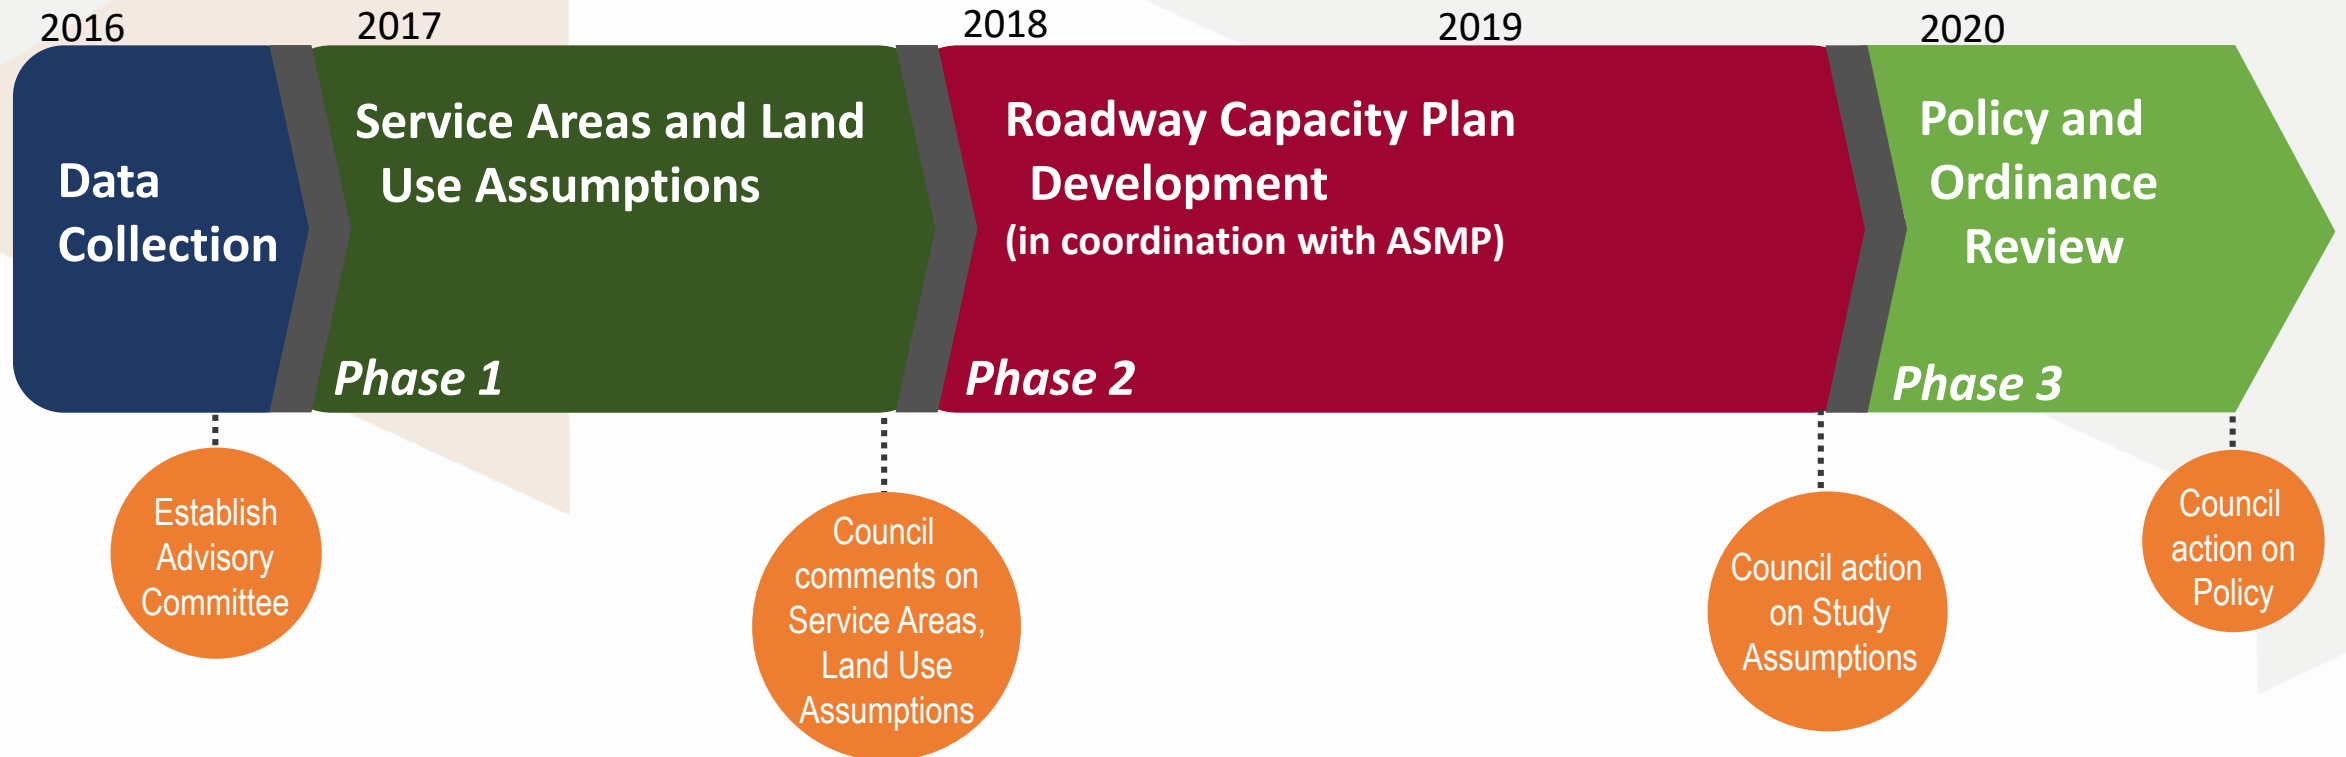 2016
2017
2018
2019
2020
Data
Collection
Service Areas and Land
Use Assumptions
Phase 1
Roadway Capacity Plan
Development
(in coordination with ASMP)
Phase 2
Policy and
Ordinance
Review
Phase 3
Establish
Advisory
Committee
Council
comments on
Service Areas,
Land Use
Assumptions
Council action
on Study
Assumptions
Council
action on
Policy